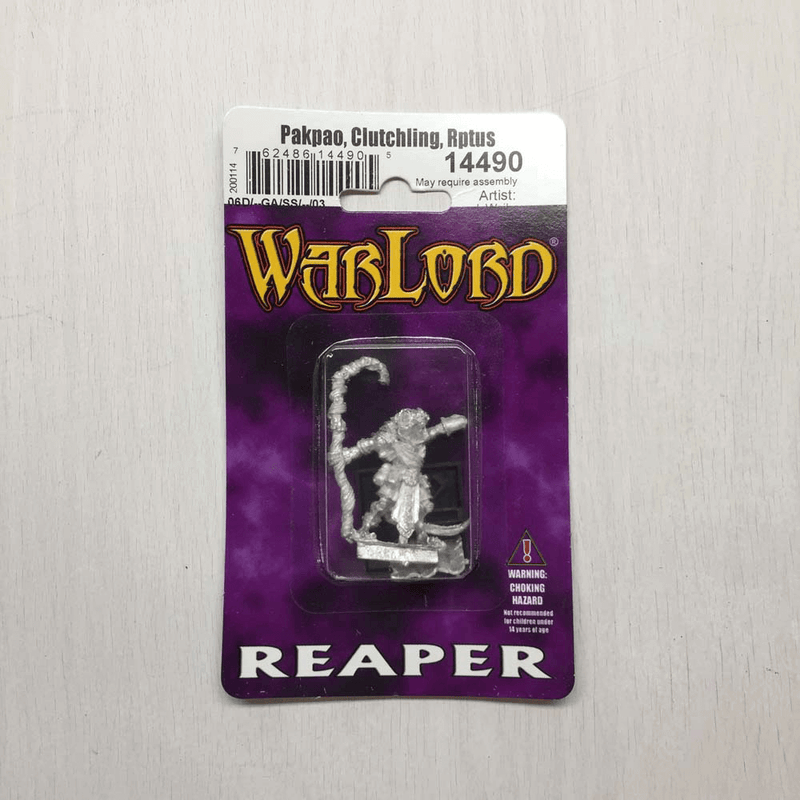 Pakpao, Clutchling, Rptus
7 62486 14490 5
200114
14490
May require assembly
Artist:
06D/--GA/SS/--/03
WARLORD®
WARNING:
CHOKING
HAZARD
Not recommended
for children under
14 years of age
REAPER